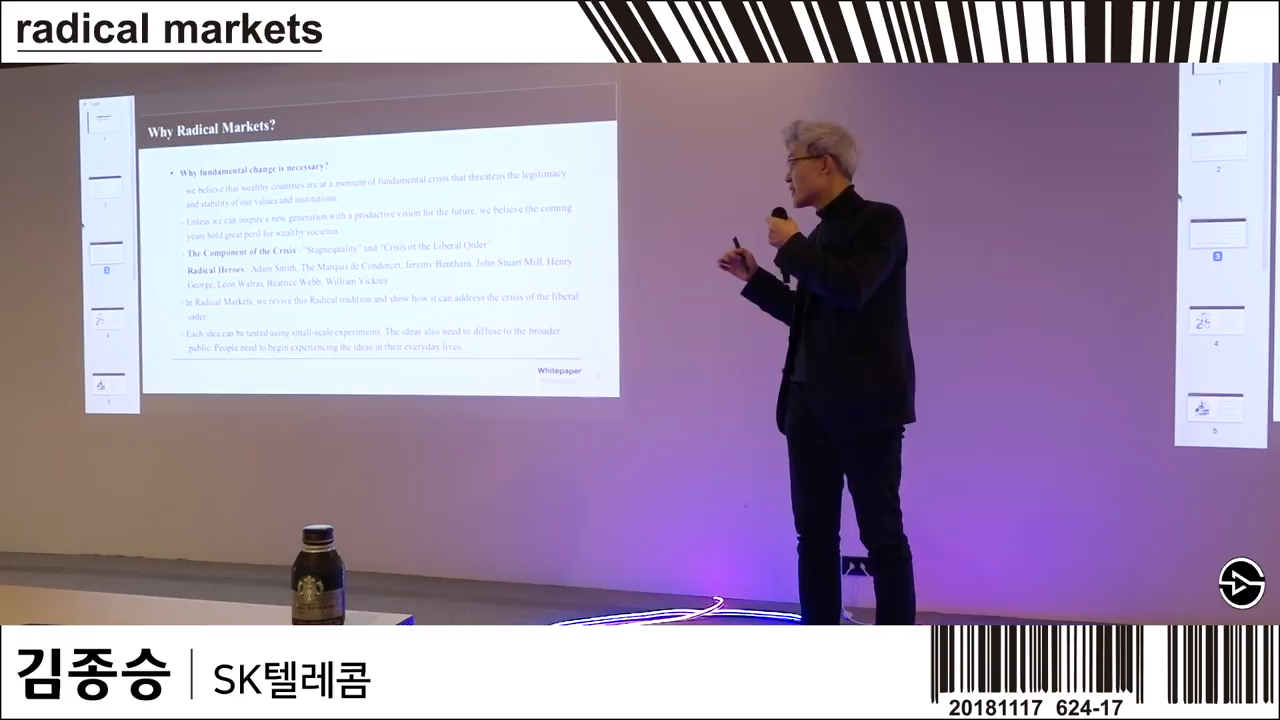 radical markets
Why Radical Markets?
• Why fundamental change is necessary?
- we believe that wealthy countries are at a moment of fundamental crisis that threatens the legitimacy
and stability of our values and institutions.
- Unless we can inspire a new generation with a productive vision for the future, we believe the coming
years hold great peril for wealthy societies.
- The Component of the Crisis : “Stagnequality” and “Crisis of the Liberal Order”
- Radical Heroes : Adam Smith, The Marquis de Condorcet, Jeremy Bentham, John Stuart Mill, Henry
George, Léon Walras, Beatrice Webb, William Vickrey
- In Radical Markets, we revive this Radical tradition and show how it can address the crisis of the liberal
order.
- Each idea can be tested using small-scale experiments. The ideas also need to diffuse to the broader
public. People need to begin experiencing the ideas in their everyday lives.
Whitepaper
1
2
3
4
5
김종승 | SK텔레콤
20181117 624-17